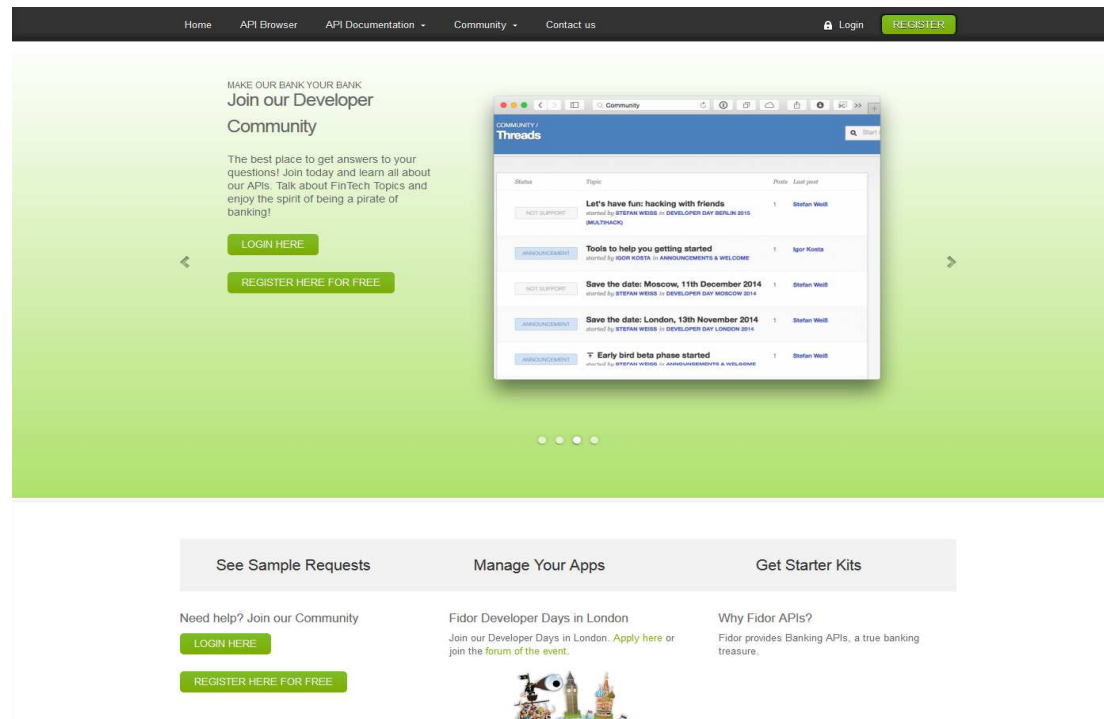 Home API Browser API Documentation Community Contact us Login REGISTER
MAKE OUR BANK YOUR BANK
Join our Developer
Community
The best place to get answers to your
questions! Join today and learn all about
our APIs. Talk about FinTech Topics and
enjoy the spirit of being a pirate of
banking!
LOGIN HERE
REGISTER HERE FOR FREE
Community
COMMUNITY /
Threads
Start
Status Topic Posts Last post
NOT SUPPORT
Let's have fun: hacking with friends
started by STEFAN WEISS in DEVELOPER DAY BERLIN 2015
(MULTIHACK)
1 Stefan Weiß
ANNOUNCEMENT
Tools to help you getting started
started by IGOR KOSTA in ANNOUNCEMENTS & WELCOME
1 Igor Kosta
NOT SUPPORT
Save the date: Moscow, 11th December 2014
started by STEFAN WEISS in DEVELOPER DAY MOSCOW 2014
1 Stefan Weiß
ANNOUNCEMENT
Save the date: London, 13th November 2014
started by STEFAN WEISS in DEVELOPER DAY LONDON 2014
1 Stefan Weiß
ANNOUNCEMENT
Early bird beta phase started
started by STEFAN WEISS in ANNOUNCEMENTS & WELCOME
1 Stefan Weiß
See Sample Requests Manage Your Apps Get Starter Kits
Need help? Join our Community
LOGIN HERE
REGISTER HERE FOR FREE
Fidor Developer Days in London
Join our Developer Days in London. Apply here or
join the forum of the event.
Why Fidor APIs?
Fidor provides Banking APIs, a true banking
treasure.